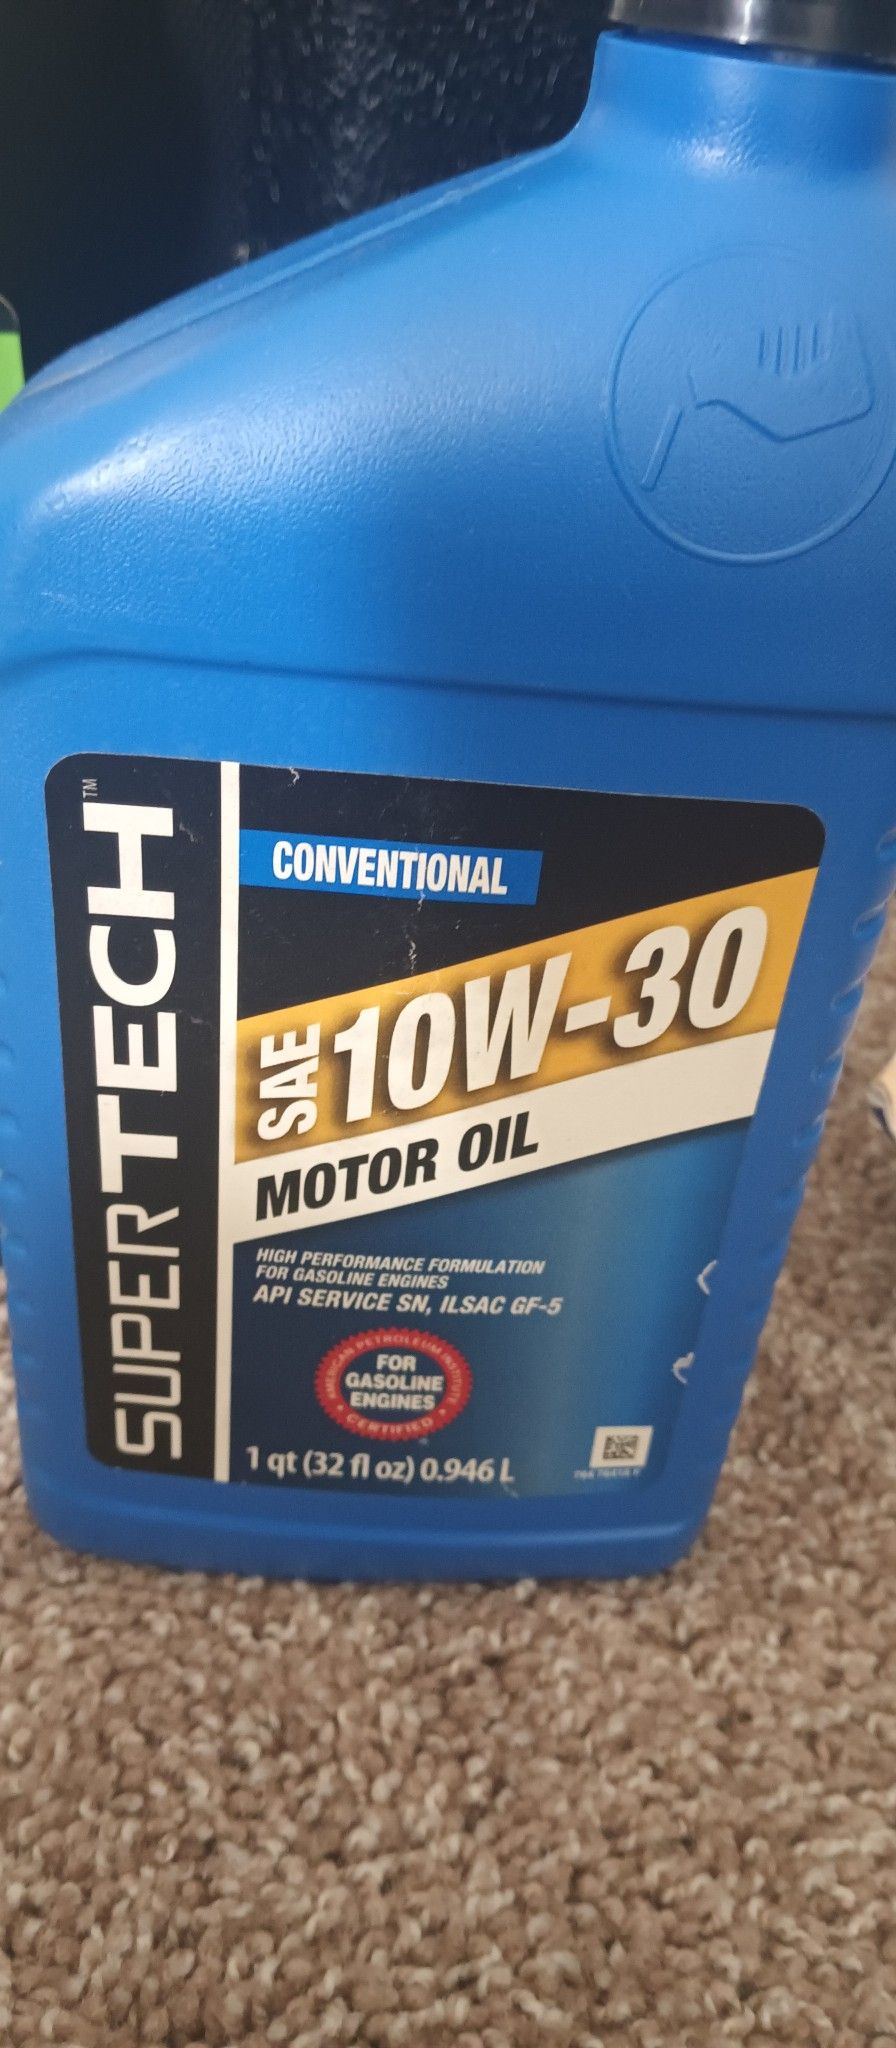 SUPERTECH™
CONVENTIONAL
SAE 10W-30
MOTOR OIL
HIGH PERFORMANCE FORMULATION
FOR GASOLINE ENGINES
API SERVICE SN, ILSAC GF-5
AMERICAN PETROLEUM INSTITUTE
FOR
GASOLINE
ENGINES
CERTIFIED
1 qt (32 fl oz) 0.946 L